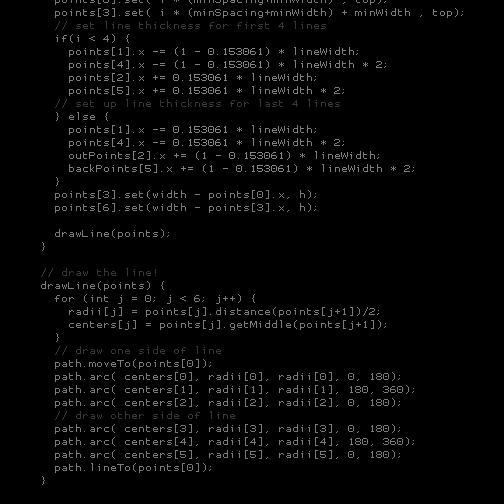 points[3].set( i * (minSpacing+minWidth) + minWidth , top);
// set line thickness for first 4 lines
if(i < 4) {
points[1].x -= (1 - 0.153061) * lineWidth;
points[4].x -= (1 - 0.153061) * lineWidth * 2;
points[2].x += 0.153061 * lineWidth;
points[5].x += 0.153061 * lineWidth * 2;
// set up line thickness for last 4 lines
} else {
points[1].x -= 0.153061 * lineWidth;
points[4].x -= 0.153061 * lineWidth * 2;
outPoints[2].x += (1 - 0.153061) * lineWidth;
backPoints[5].x += (1 - 0.153061) * lineWidth * 2;
}
points[3].set(width - points[0].x, h);
points[6].set(width - points[3].x, h);
drawLine(points);
}
// draw the line!
drawLine(points) {
for (int j = 0; j < 6; j++) {
radii[j] = points[j].distance(points[j+1])/2;
centers[j] = points[j].getMiddle(points[j+1]);
}
// draw one side of line
path.moveTo(points[0]);
path.arc( centers[0], radii[0], radii[0], 0, 180);
path.arc( centers[1], radii[1], radii[1], 180, 360);
path.arc( centers[2], radii[2], radii[2], 0, 180);
// draw other side of line
path.arc( centers[3], radii[3], radii[3], 0, 180);
path.arc( centers[4], radii[4], radii[4], 180, 360);
path.arc( centers[5], radii[5], radii[5], 0, 180);
path.lineTo(points[0]);
}